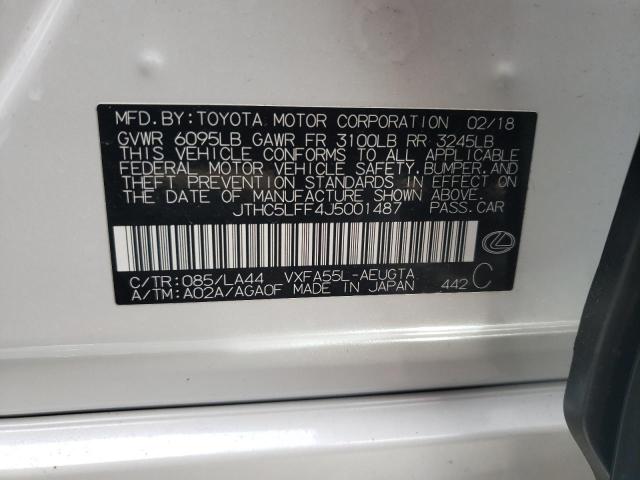 MFD. BY: TOYOTA MOTOR CORPORATION 02/18
GVWR 6095LB GAWR FR 3100LB RR 3245LB
THIS VEHICLE CONFORMS TO ALL APPLICABLE
FEDERAL MOTOR VEHICLE SAFETY, BUMPER, AND
THEFT PREVENTION STANDARDS IN EFFECT ON
THE DATE OF MANUFACTURE SHOWN ABOVE.
JTHC5LFF4J5001487 PASS. CAR
C/TR: 085/LA44 VXFA55L-AEUGTA
A/TM: A02A/AGA0F MADE IN JAPAN 442 C